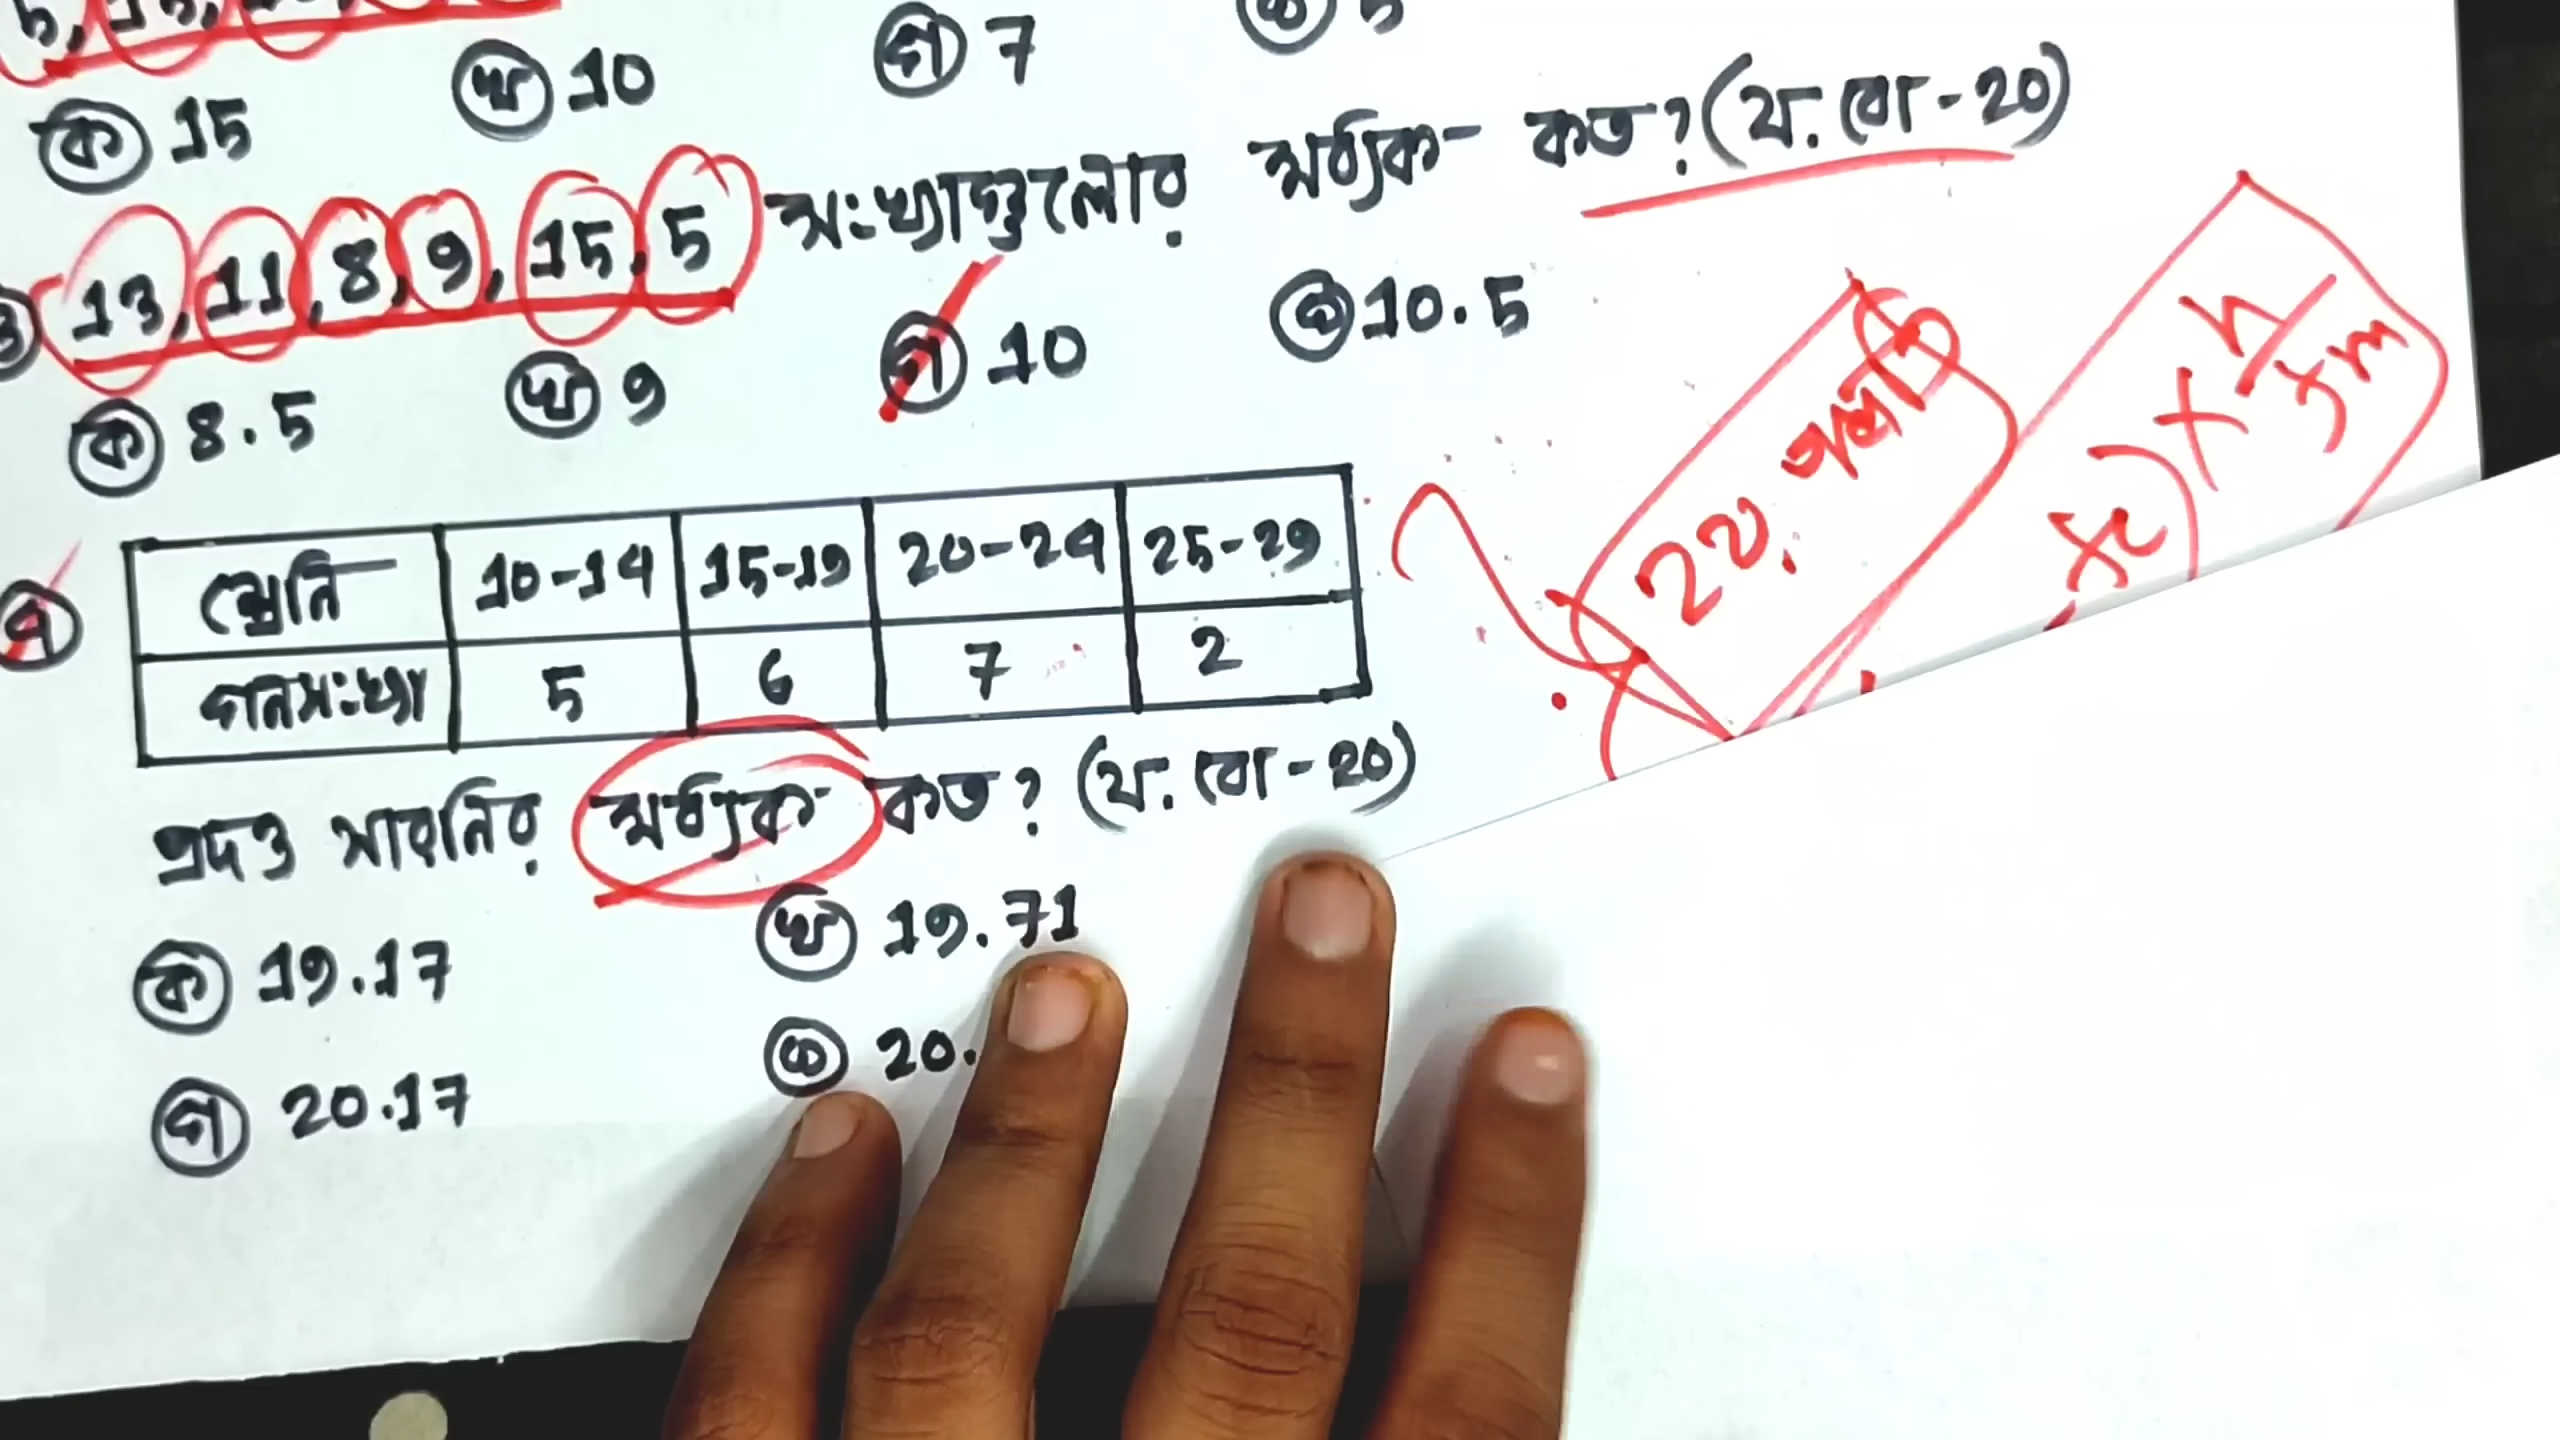 ক 15 খ 10 গ 7
13, 11, 8, 9, 15, 5 সংখ্যাগুলোর মধ্যক কত? (য. বো - 20)
ক 8.5 খ 9 গ 10 ঘ 10.5
শ্রেনি 10-14 15-19 20-24 25-29
গনসংখ্যা 5 6 7 2
প্রদত্ত সারনির মধ্যক কত? (য. বো - 20)
ক 19.17 খ 19.71
গ 20.17 ঘ 20.